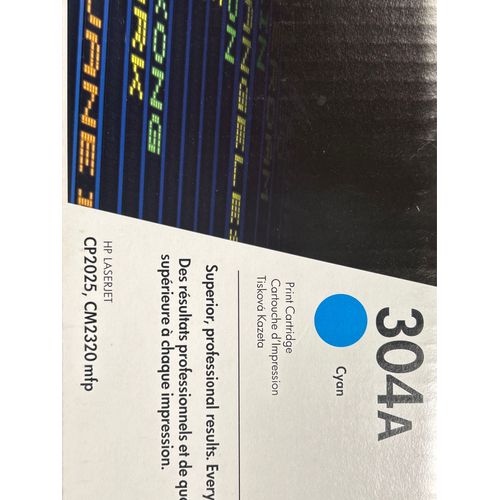 304A
Cyan
Print Cartridge
Cartouche d'Impression
Tisková Kazeta
Superior, professional results. Every
Des résultats professionnels et de qu
supérieure à chaque impression.
HP LASERJET
CP2025, CM2320 mfp